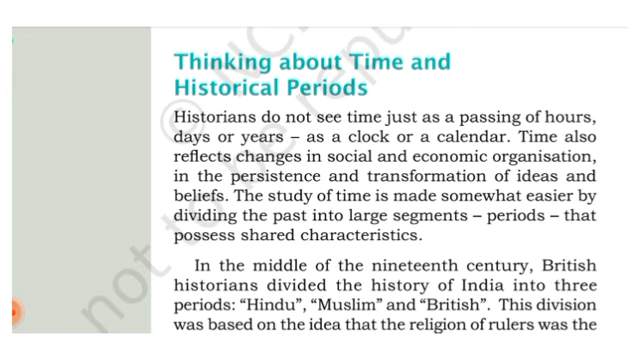 Thinking about Time and
Historical Periods
Historians do not see time just as a passing of hours,
days or years – as a clock or a calendar. Time also
reflects changes in social and economic organisation,
in the persistence and transformation of ideas and
beliefs. The study of time is made somewhat easier by
dividing the past into large segments – periods – that
possess shared characteristics.
In the middle of the nineteenth century, British
historians divided the history of India into three
periods: “Hindu”, “Muslim” and “British”. This division
was based on the idea that the religion of rulers was the
© NC
not to be